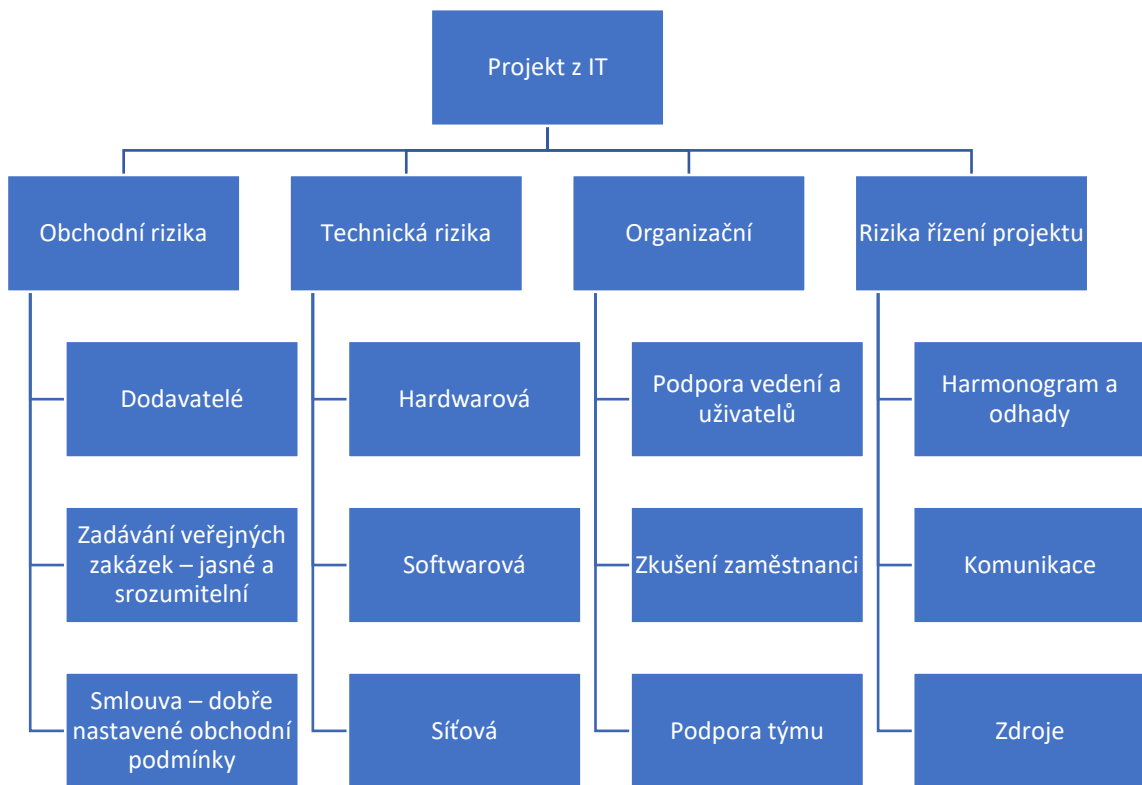 Projekt z IT
Obchodní rizika
Technická rizika
Organizační
Rizika řízení projektu
Dodavatelé
Hardwarová
Podpora vedení a
uživatelů
Harmonogram a
odhady
Zadávání veřejných
zakázek – jasné a
srozumitelní
Softwarová
Zkušení zaměstnanci
Komunikace
Smlouva – dobře
nastavené obchodní
podmínky
Síťová
Podpora týmu
Zdroje